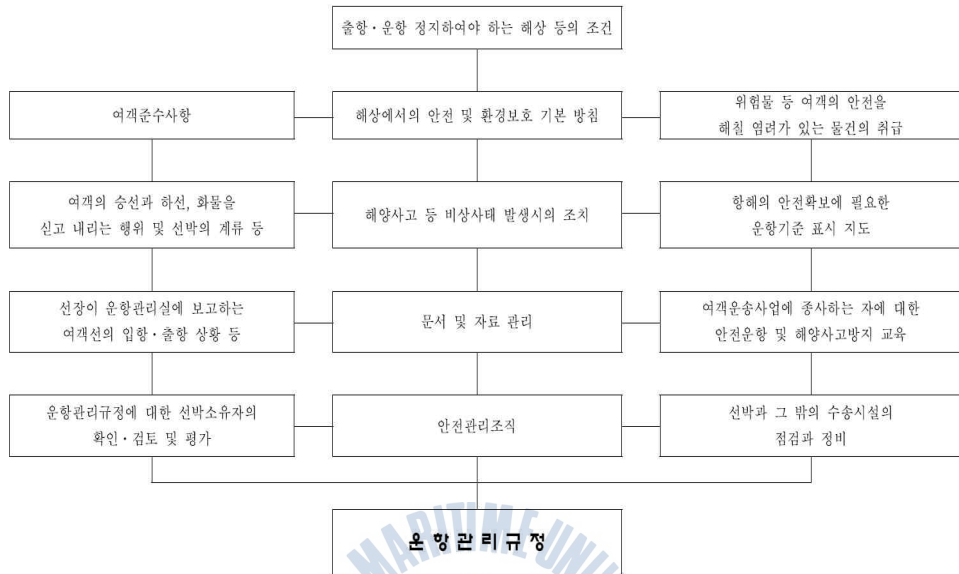 출항·운항 정지하여야 하는 해상 등의 조건
여객준수사항
해상에서의 안전 및 환경보호 기본 방침
위험물 등 여객의 안전을
해칠 염려가 있는 물건의 취급
여객의 승선과 하선, 화물을
싣고 내리는 행위 및 선박의 계류 등
해양사고 등 비상사태 발생시의 조치
항해의 안전확보에 필요한
운항기준 표시 지도
선장이 운항관리실에 보고하는
여객선의 입항·출항 상황 등
문서 및 자료 관리
여객운송사업에 종사하는 자에 대한
안전운항 및 해양사고방지 교육
운항관리규정에 대한 선박소유자의
확인·검토 및 평가
안전관리조직
선박과 그 밖의 수송시설의
점검과 정비
운항관리규정
MARITIME UNI